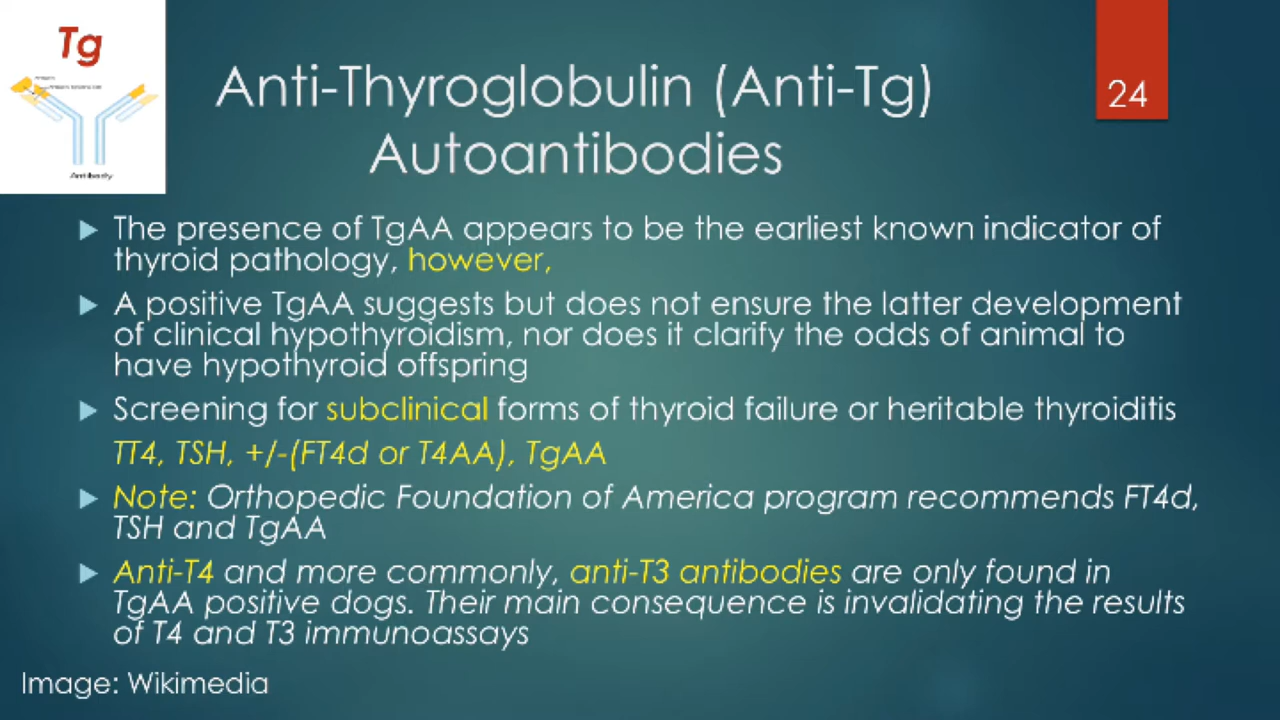 Tg
Antibody
Anti-Thyroglobulin (Anti-Tg)
Autoantibodies
24
The presence of TgAA appears to be the earliest known indicator of
thyroid pathology, however,
A positive TgAA suggests but does not ensure the latter development
of clinical hypothyroidism, nor does it clarify the odds of animal to
have hypothyroid offspring
Screening for subclinical forms of thyroid failure or heritable thyroiditis
TT4, TSH, +/-(FT4d or T4AA), TgAA
Note: Orthopedic Foundation of America program recommends FT4d,
TSH and TgAA
Anti-T4 and more commonly, anti-T3 antibodies are only found in
TgAA positive dogs. Their main consequence is invalidating the results
of T4 and T3 immunoassays
Image: Wikimedia